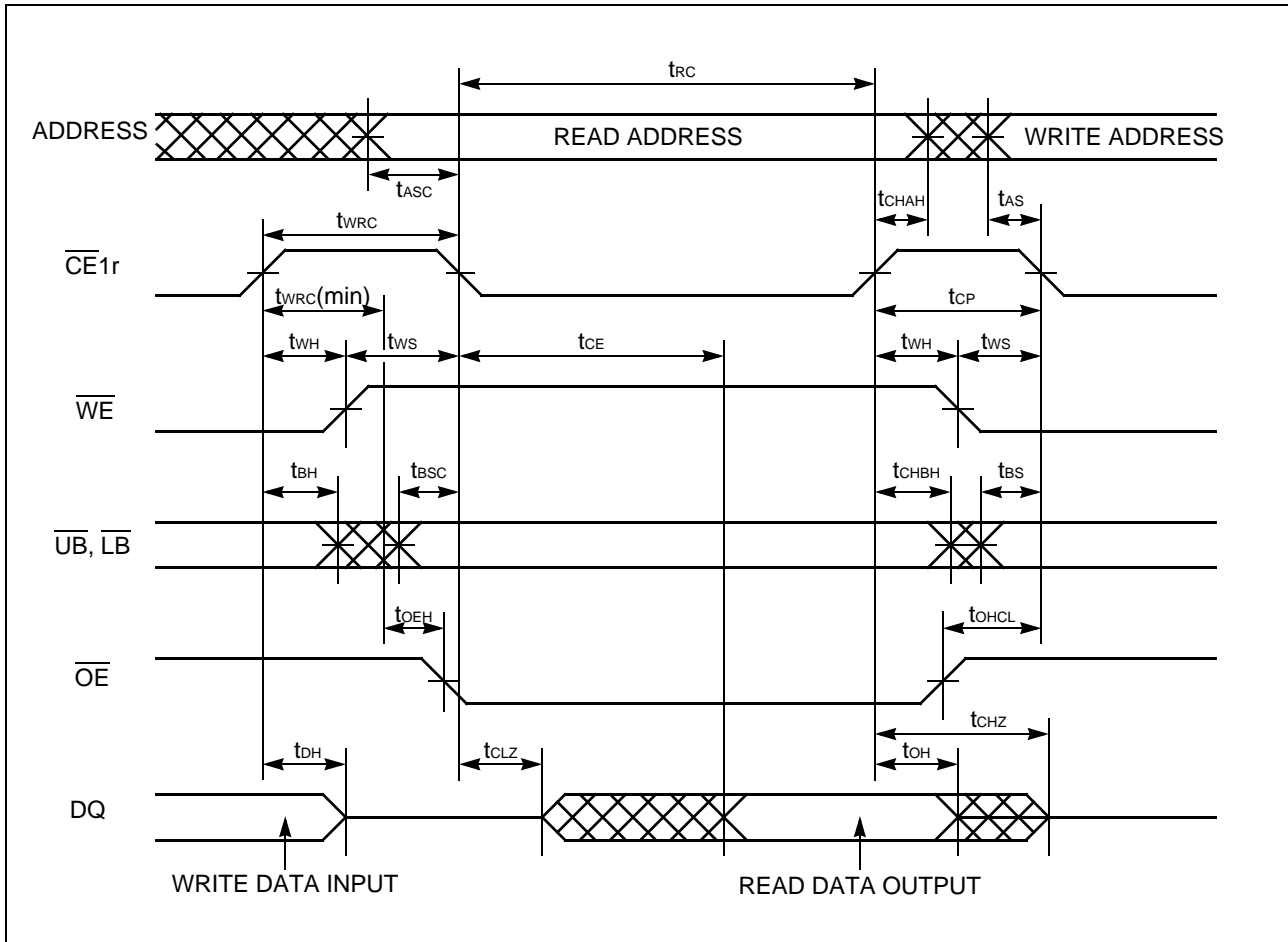 tRC
ADDRESS READ ADDRESS WRITE ADDRESS
tASC tCHAH tAS
tWRC
CE1r
tWRC(min) tCP
tWH tWS tCE tWH tWS
WE
tBH tBSC tCHBH tBS
UB, LB
tOEH tOHCL
OE
tCHZ
tDH tCLZ tOH
DQ
WRITE DATA INPUT READ DATA OUTPUT